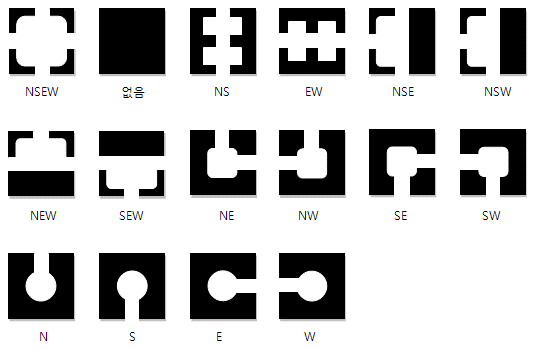 NSEW 없음 NS EW NSE NSW
NEW SEW NE NW SE SW
N S E W